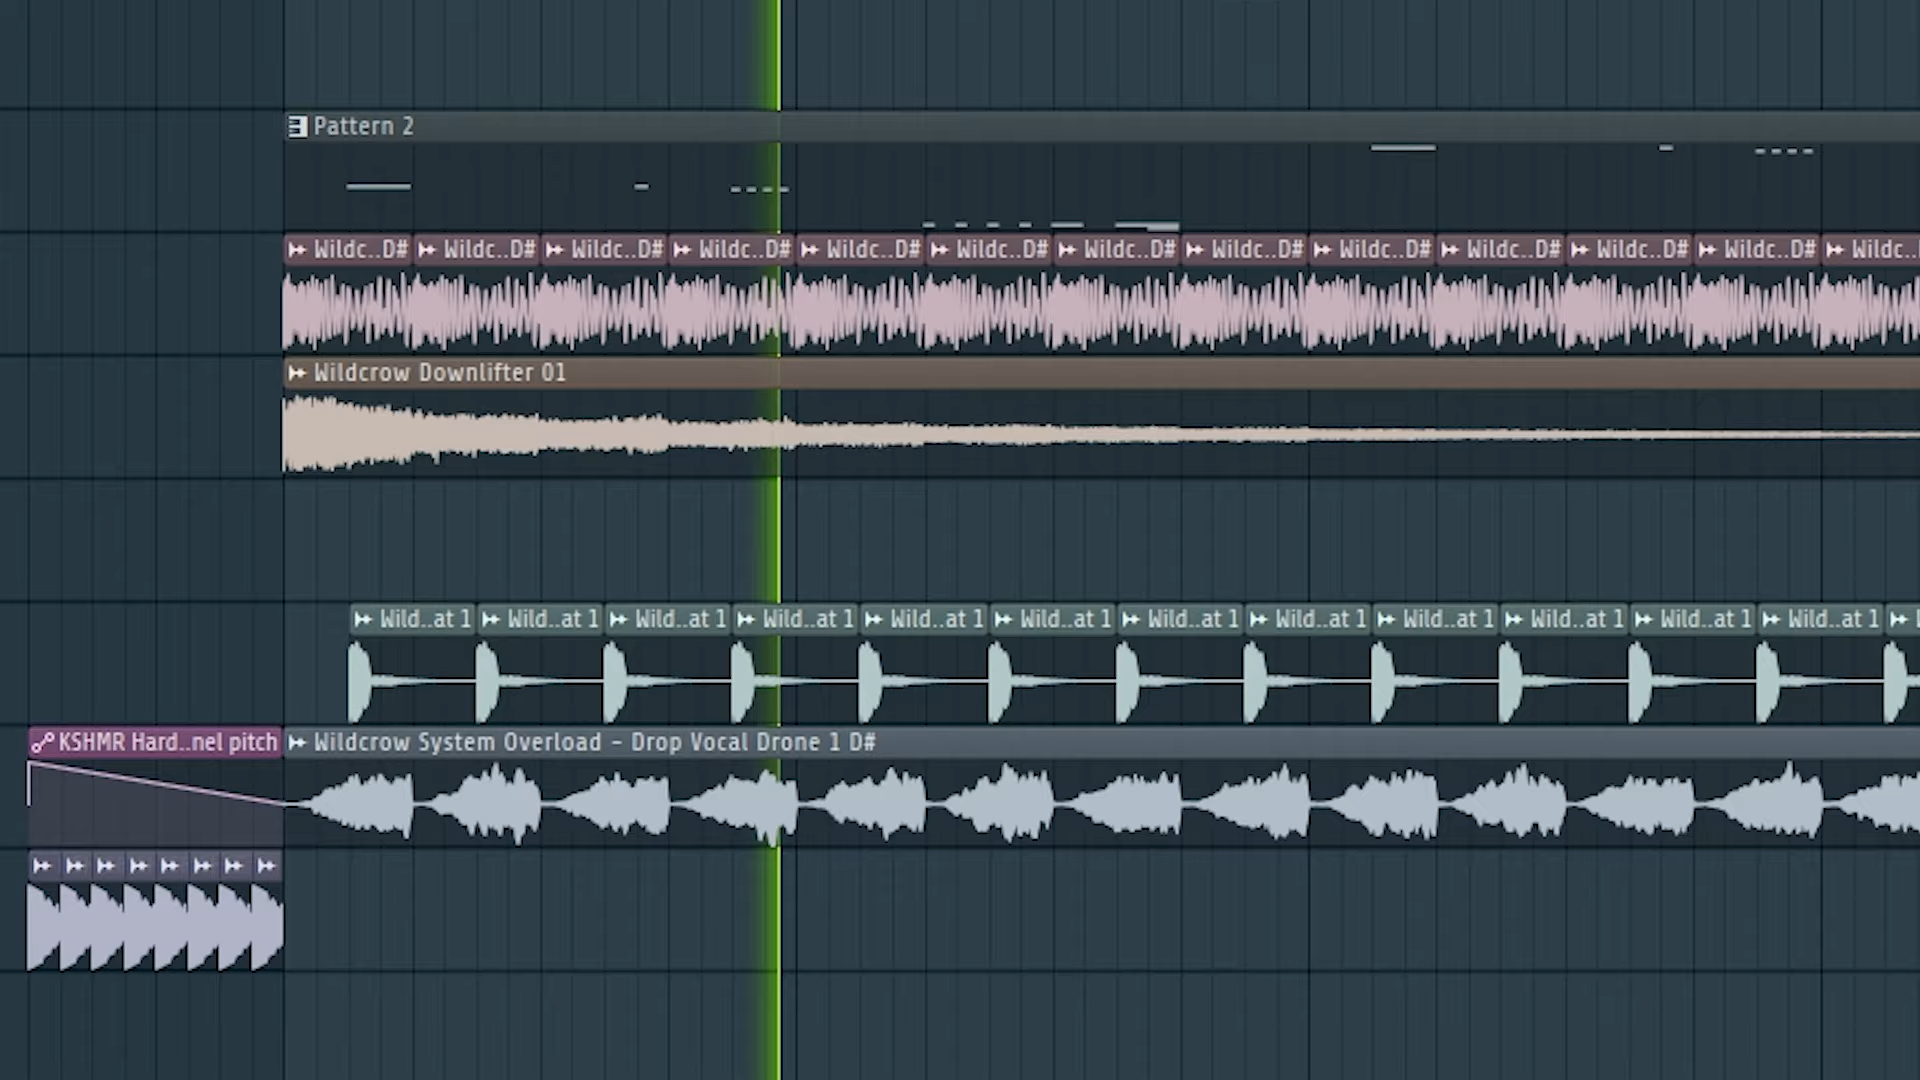 Pattern 2
Wildc..D# Wildc..D# Wildc..D# Wildc..D# Wildc..D# Wildc..D# Wildc..D# Wildc..D# Wildc..D# Wildc..D# Wildc..D# Wildc..D# Wildc..
Wildcrow Downlifter 01
Wild..at 1 Wild..at 1 Wild..at 1 Wild..at 1 Wild..at 1 Wild..at 1 Wild..at 1 Wild..at 1 Wild..at 1 Wild..at 1 Wild..at 1 Wild..at 1
KSHMR Hard..nel pitch Wildcrow System Overload - Drop Vocal Drone 1 D#